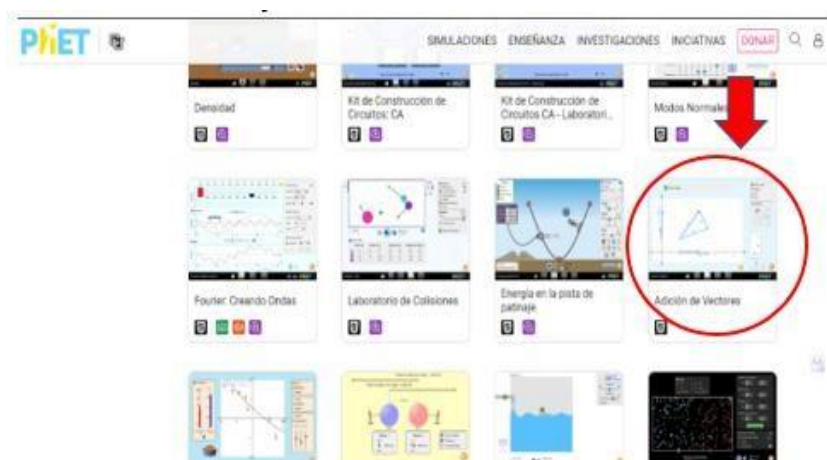 PhET
SIMULACIONES ENSEÑANZA INVESTIGACIONES INICIATIVAS DONAR
Densidad
Kit de Construcción de
Circuitos: CA
Kit de Construcción de
Circuitos CA - Laboratori...
Modos Normales
Fourier: Creando Ondas
Laboratorio de Colisiones
Energía en la pista de
patinaje
Adición de Vectores